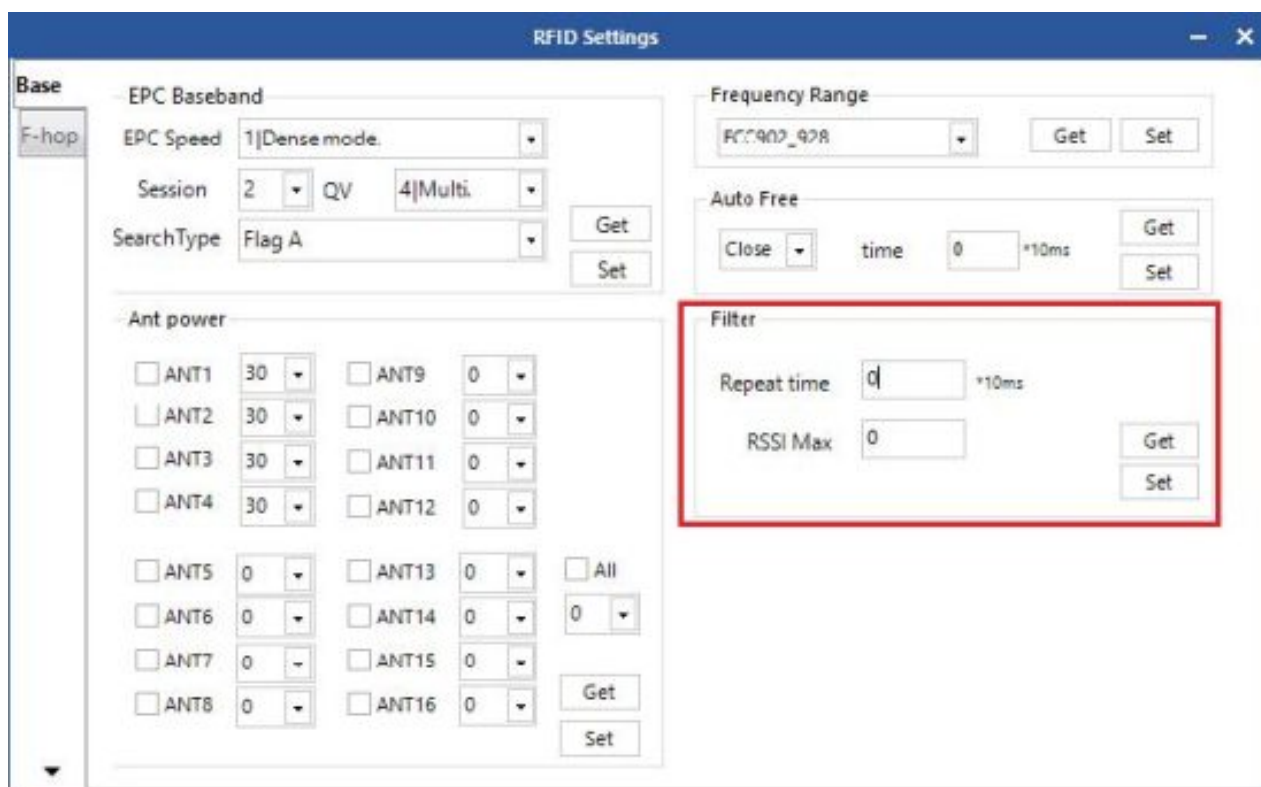 RFID Settings
Base
F-hop
EPC Baseband
EPC Speed 1|Dense mode.
Session 2 QV 4|Multi.
SearchType Flag A
Get
Set
Ant power
ANT1 30 ANT9 0
ANT2 30 ANT10 0
ANT3 30 ANT11 0
ANT4 30 ANT12 0
ANT5 0 ANT13 0 All
ANT6 0 ANT14 0 0
ANT7 0 ANT15 0
ANT8 0 ANT16 0
Get
Set
Frequency Range
FCC902_928 Get Set
Auto Free
Close time 0 *10ms
Get
Set
Filter
Repeat time 0 *10ms
RSSI Max 0
Get
Set